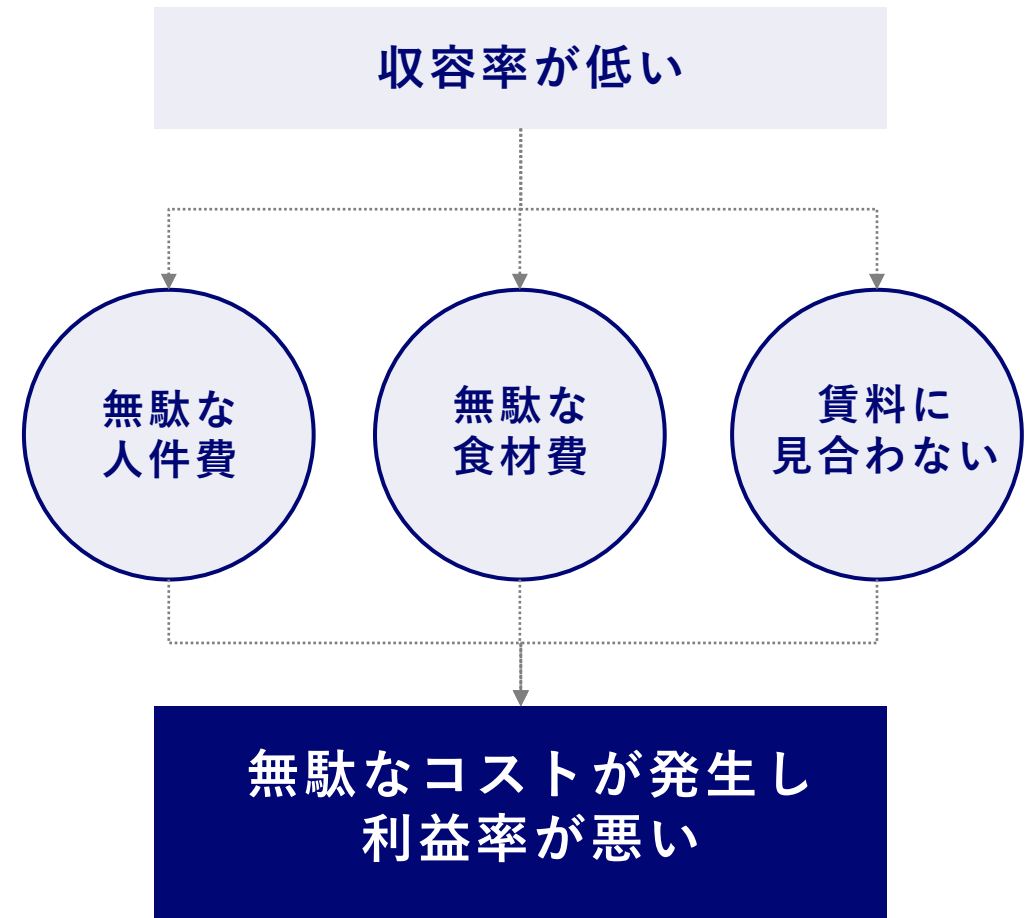 収容率が低い
無駄な
人件費
無駄な
食材費
賃料に
見合わない
無駄なコストが発生し
利益率が悪い